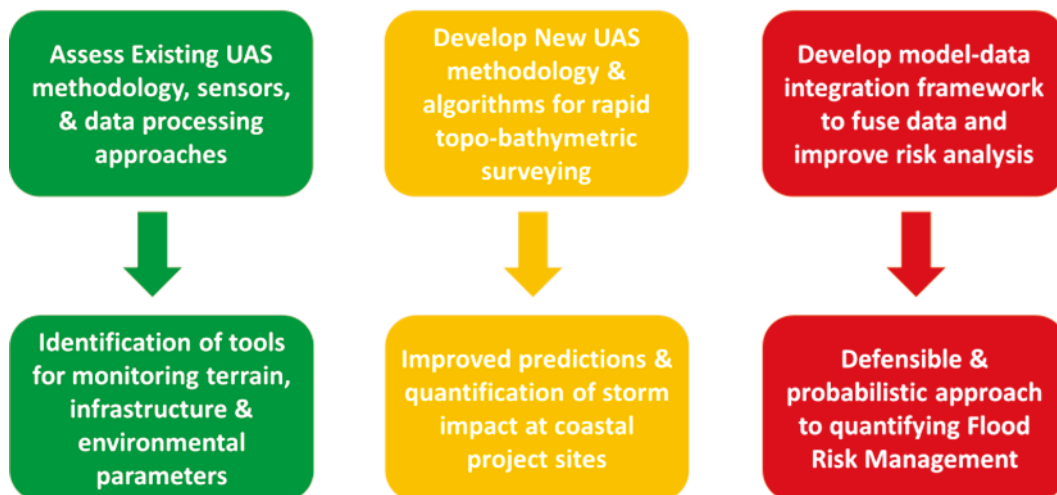 Assess Existing UAS
methodology, sensors,
& data processing
approaches
Develop New UAS
methodology &
algorithms for rapid
topo-bathymetric
surveying
Develop model-data
integration framework
to fuse data and
improve risk analysis
Identification of tools
for monitoring terrain,
infrastructure &
environmental
parameters
Improved predictions &
quantification of storm
impact at coastal
project sites
Defensible &
probabilistic approach
to quantifying Flood
Risk Management